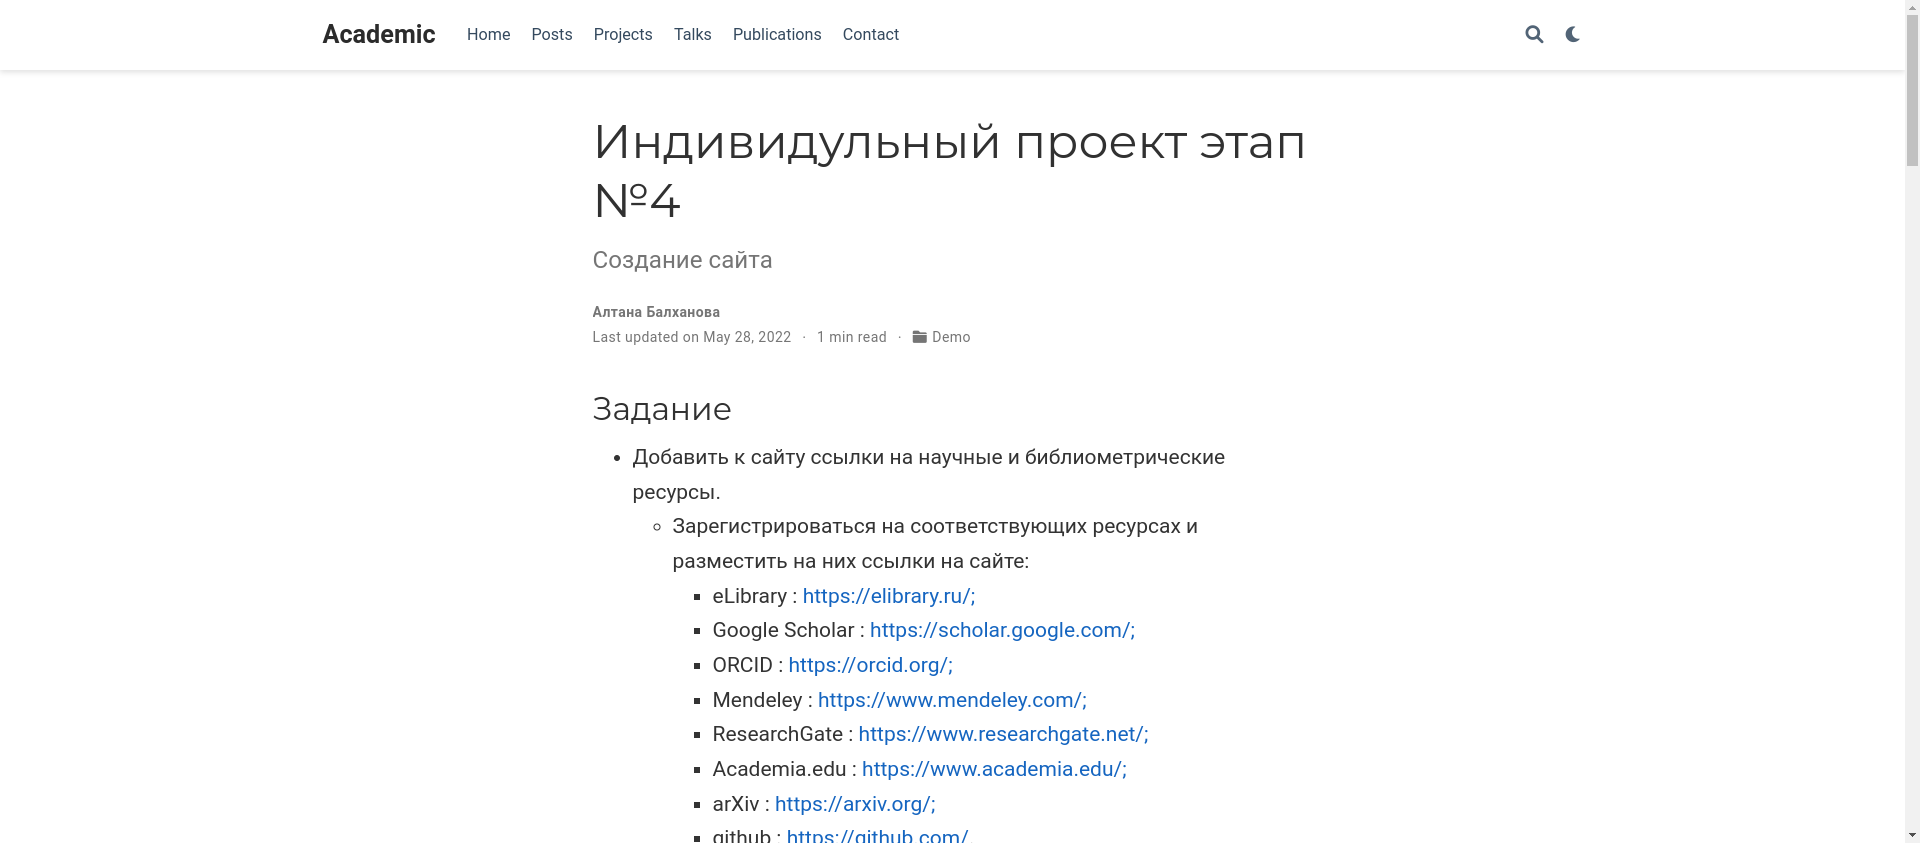 Academic Home Posts Projects Talks Publications Contact
Индивидульный проект этап
№4
Создание сайта
Алтана Балханова
Last updated on May 28, 2022 · 1 min read · Demo
Задание
• Добавить к сайту ссылки на научные и библиометрические
ресурсы.
◦ Зарегистрироваться на соответствующих ресурсах и
разместить на них ссылки на сайте:
▪ eLibrary : https://elibrary.ru/;
▪ Google Scholar : https://scholar.google.com/;
▪ ORCID : https://orcid.org/;
▪ Mendeley : https://www.mendeley.com/;
▪ ResearchGate : https://www.researchgate.net/;
▪ Academia.edu : https://www.academia.edu/;
▪ arXiv : https://arxiv.org/;
▪ github : https://github.com/